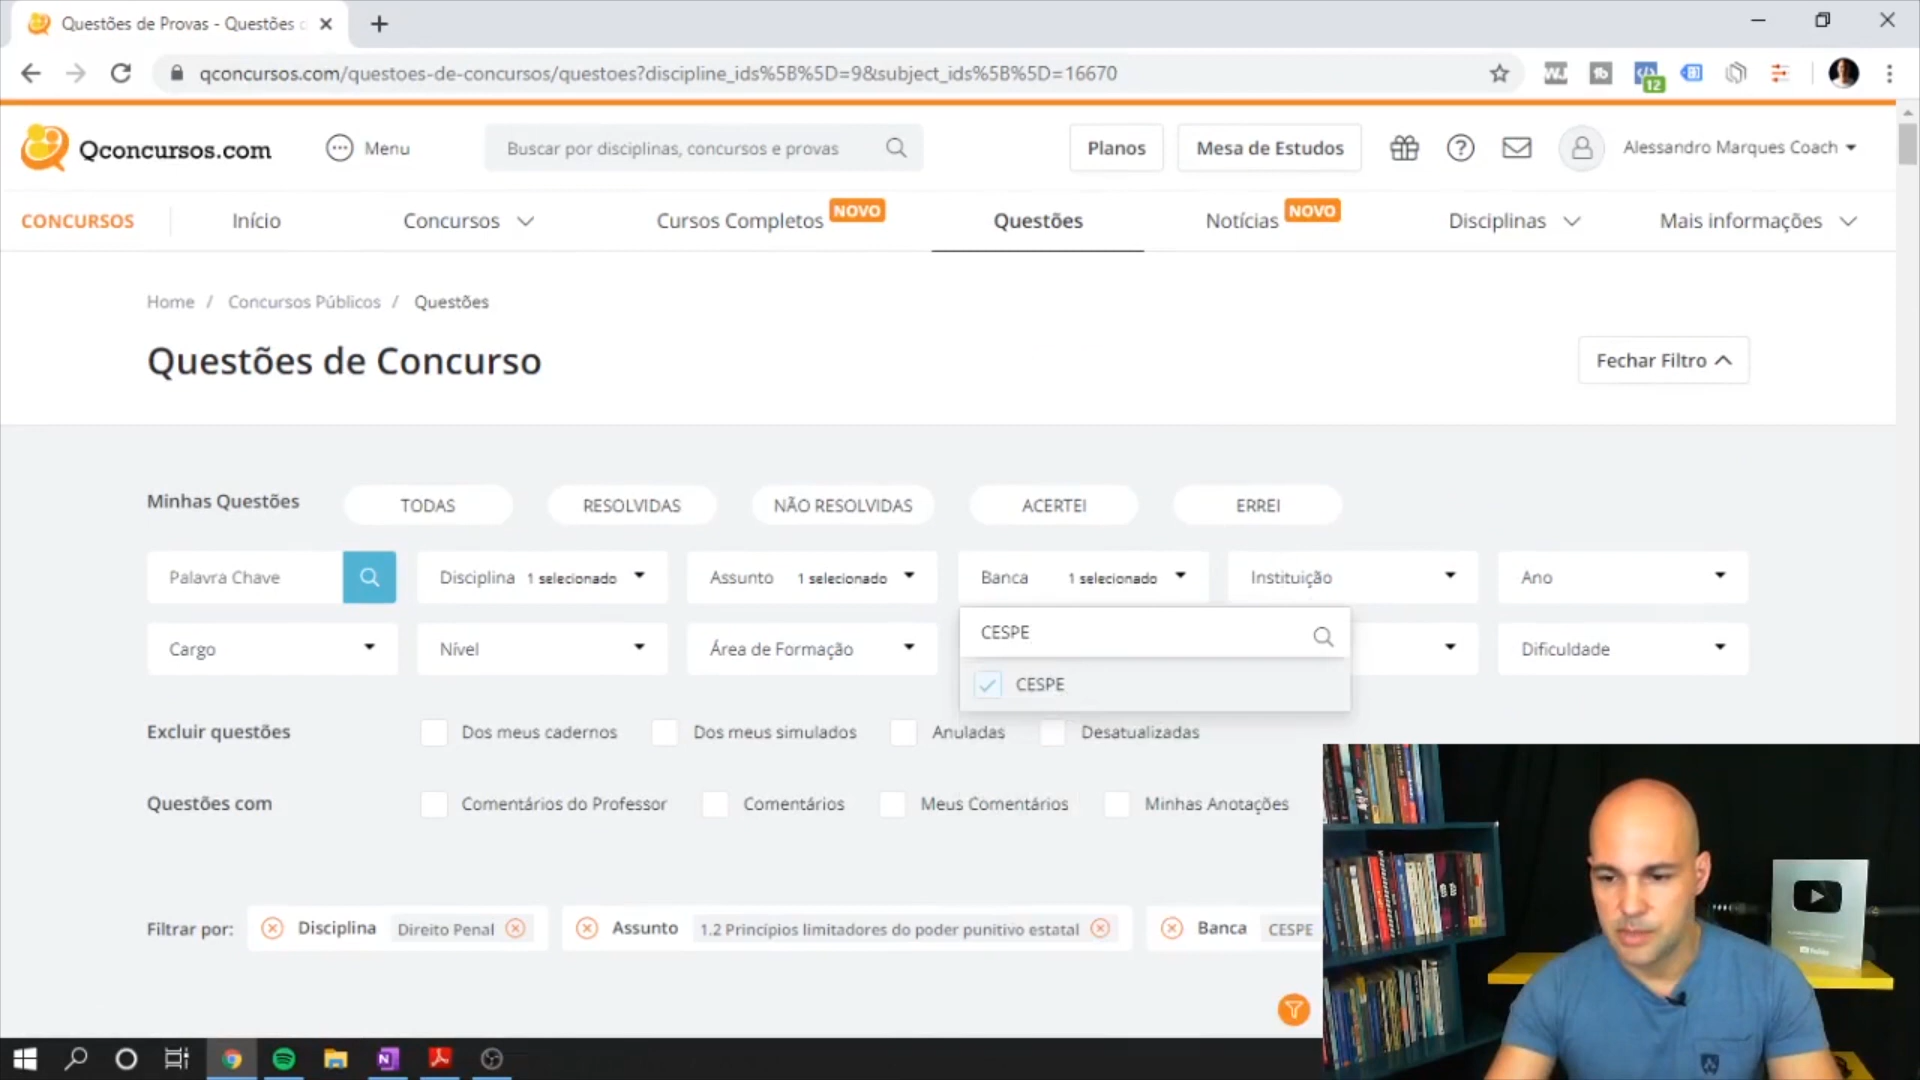 Questões de Provas - Questões
qconcursos.com/questoes-de-concursos/questoes?discipline_ids%5B%5D=9&subject_ids%5B%5D=16670
12
Qconcursos.com
Menu
Buscar por disciplinas, concursos e provas
Planos
Mesa de Estudos
Alessandro Marques Coach
CONCURSOS
Início
Concursos
Cursos Completos NOVO
Questões
Notícias NOVO
Disciplinas
Mais informações
Home / Concursos Públicos / Questões
Questões de Concurso
Fechar Filtro
Minhas Questões
TODAS
RESOLVIDAS
NÃO RESOLVIDAS
ACERTEI
ERREI
Palavra Chave
Disciplina 1 selecionado
Assunto 1 selecionado
Banca 1 selecionado
Instituição
Ano
Cargo
Nível
Área de Formação
Dificuldade
CESPE
CESPE
Excluir questões
Dos meus cadernos
Dos meus simulados
Anuladas
Desatualizadas
Questões com
Comentários do Professor
Comentários
Meus Comentários
Minhas Anotações
Filtrar por:
Disciplina Direito Penal
Assunto 1.2 Princípios limitadores do poder punitivo estatal
Banca CESPE